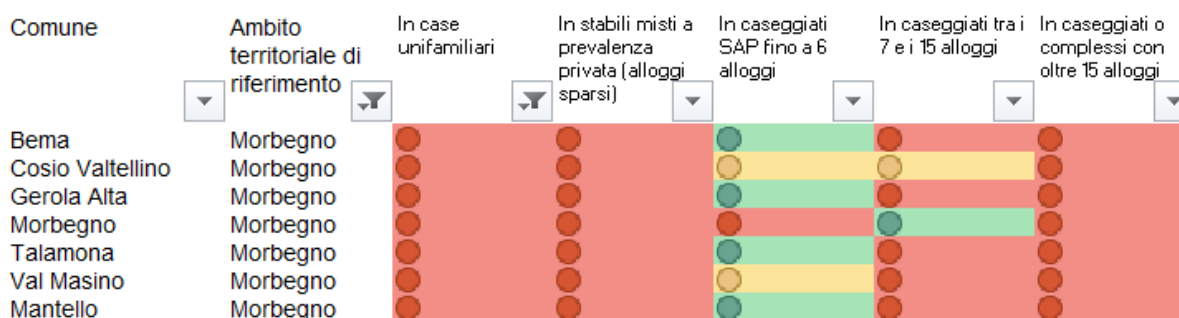 Comune
Ambito
territoriale di
riferimento
In case
unifamiliari
In stabili misti a
prevalenza
privata (alloggi
sparsi)
In caseggiati
SAP fino a 6
alloggi
In caseggiati tra i
7 e i 15 alloggi
In caseggiati o
complessi con
oltre 15 alloggi
Bema Morbegno
Cosio Valtellino Morbegno
Gerola Alta Morbegno
Morbegno Morbegno
Talamona Morbegno
Val Masino Morbegno
Mantello Morbegno